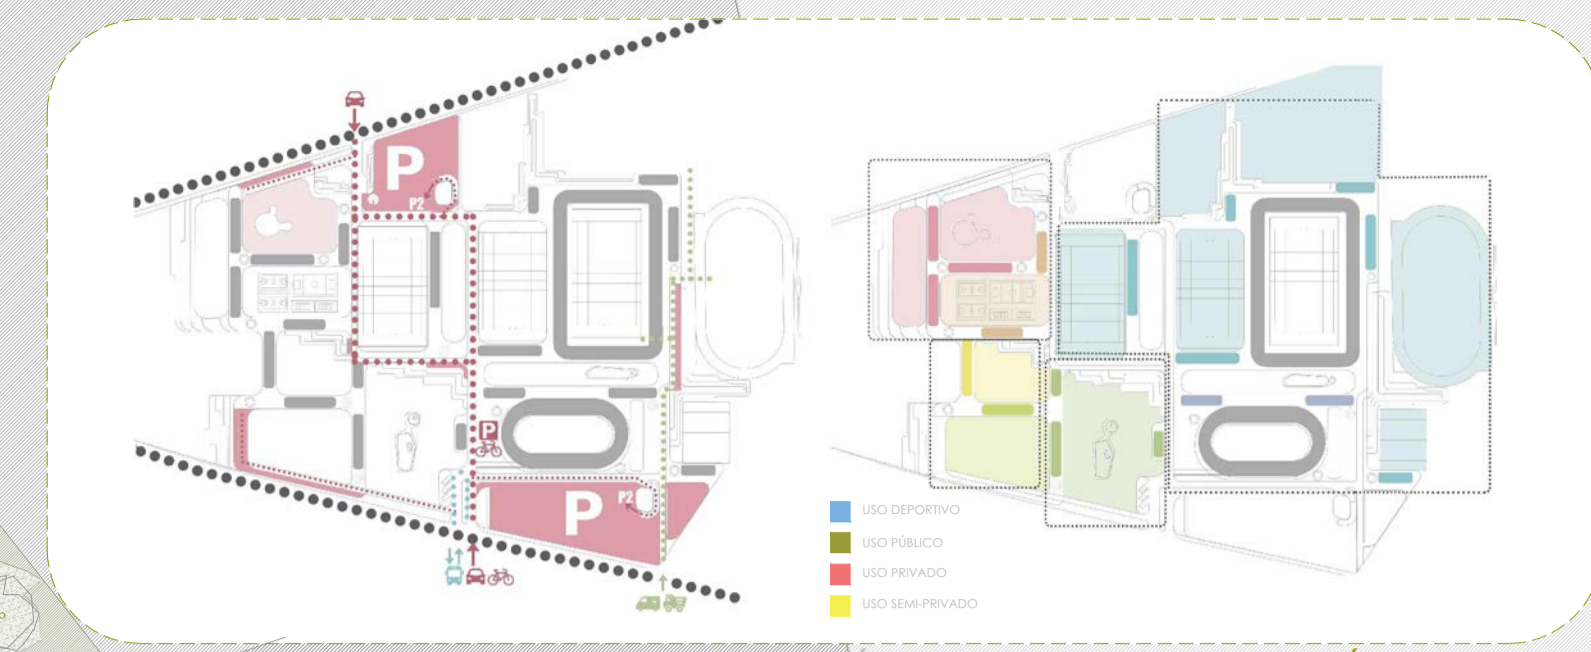 P
P2
P
P
P2
USO DEPORTIVO
USO PÚBLICO
USO PRIVADO
USO SEMI-PRIVADO